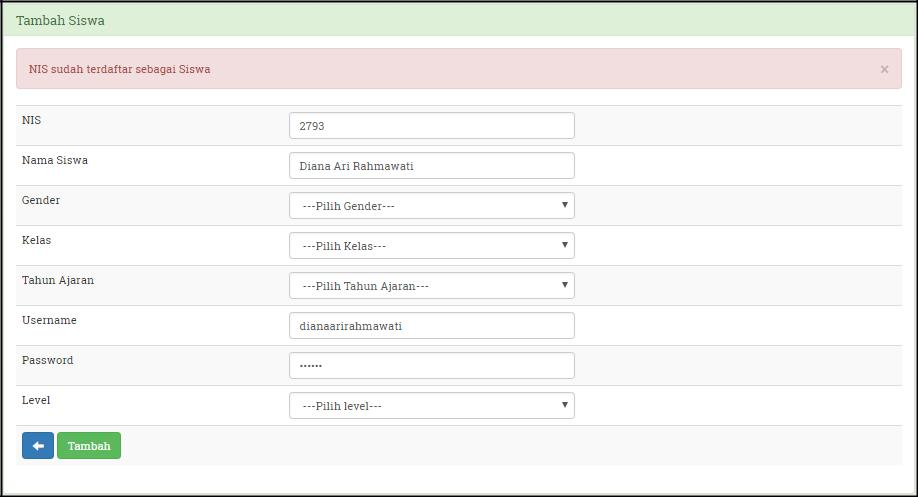 Tambah Siswa
NIS sudah terdaftar sebagai Siswa ×
NIS 2793
Nama Siswa Diana Ari Rahmawati
Gender ---Pilih Gender---
Kelas ---Pilih Kelas---
Tahun Ajaran ---Pilih Tahun Ajaran---
Username dianaarirahmawati
Password ••••••
Level ---Pilih level---
Tambah